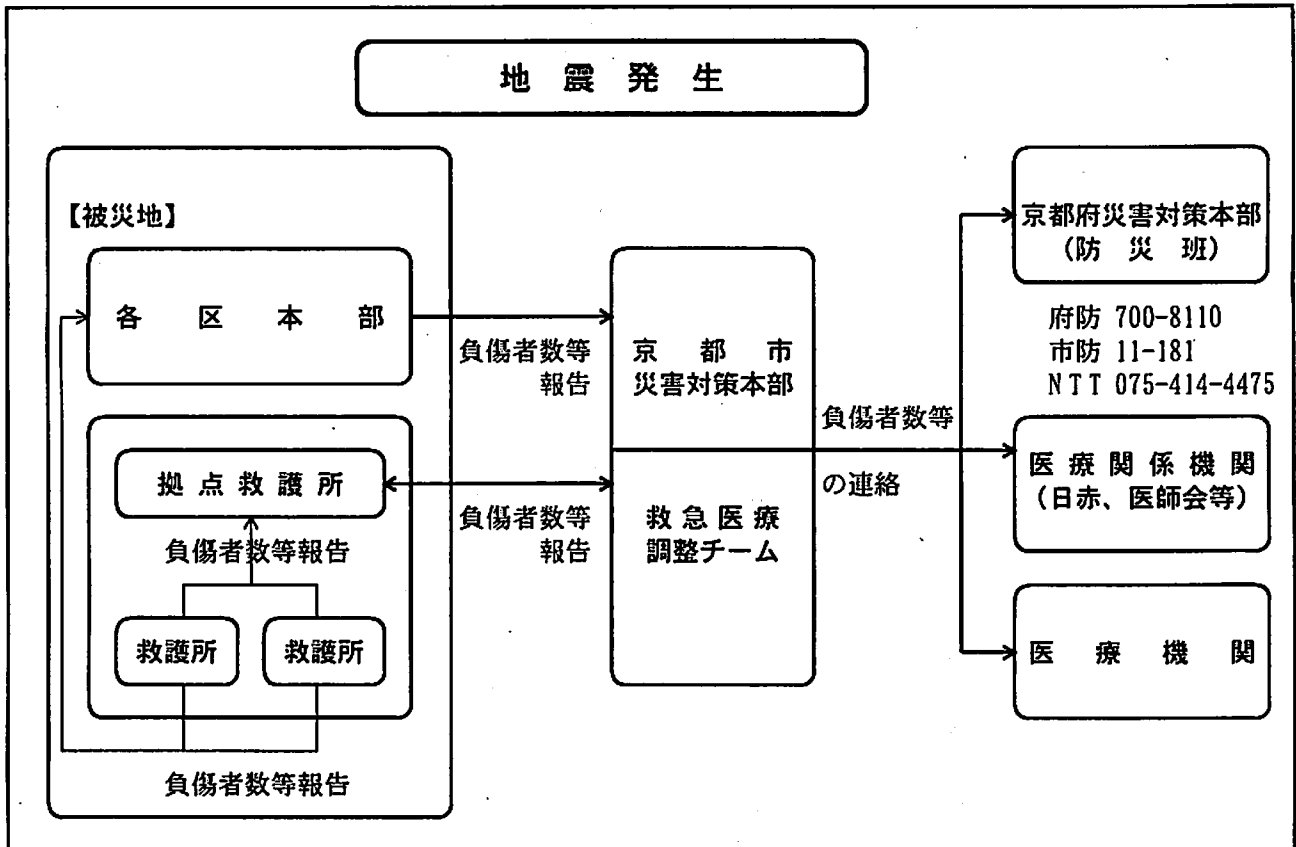 地震発生
【被災地】
各区本部
負傷者数等
報告
拠点救護所
負傷者数等報告
救護所
救護所
負傷者数等報告
負傷者数等
報告
京都市
災害対策本部
救急医療
調整チーム
負傷者数等
の連絡
京都府災害対策本部
（防災班）
府防 700-8110
市防 11-181
NTT 075-414-4475
医療関係機関
（日赤、医師会等）
医療機関